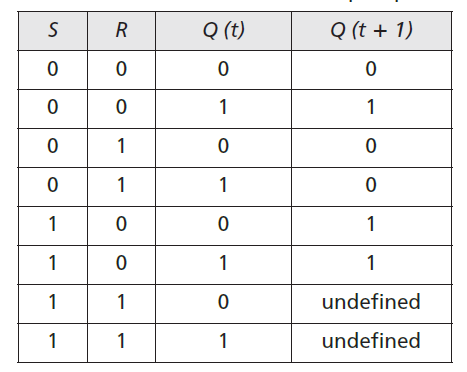 S R Q (t) Q (t + 1)
0 0 0 0
0 0 1 1
0 1 0 0
0 1 1 0
1 0 0 1
1 0 1 1
1 1 0 undefined
1 1 1 undefined